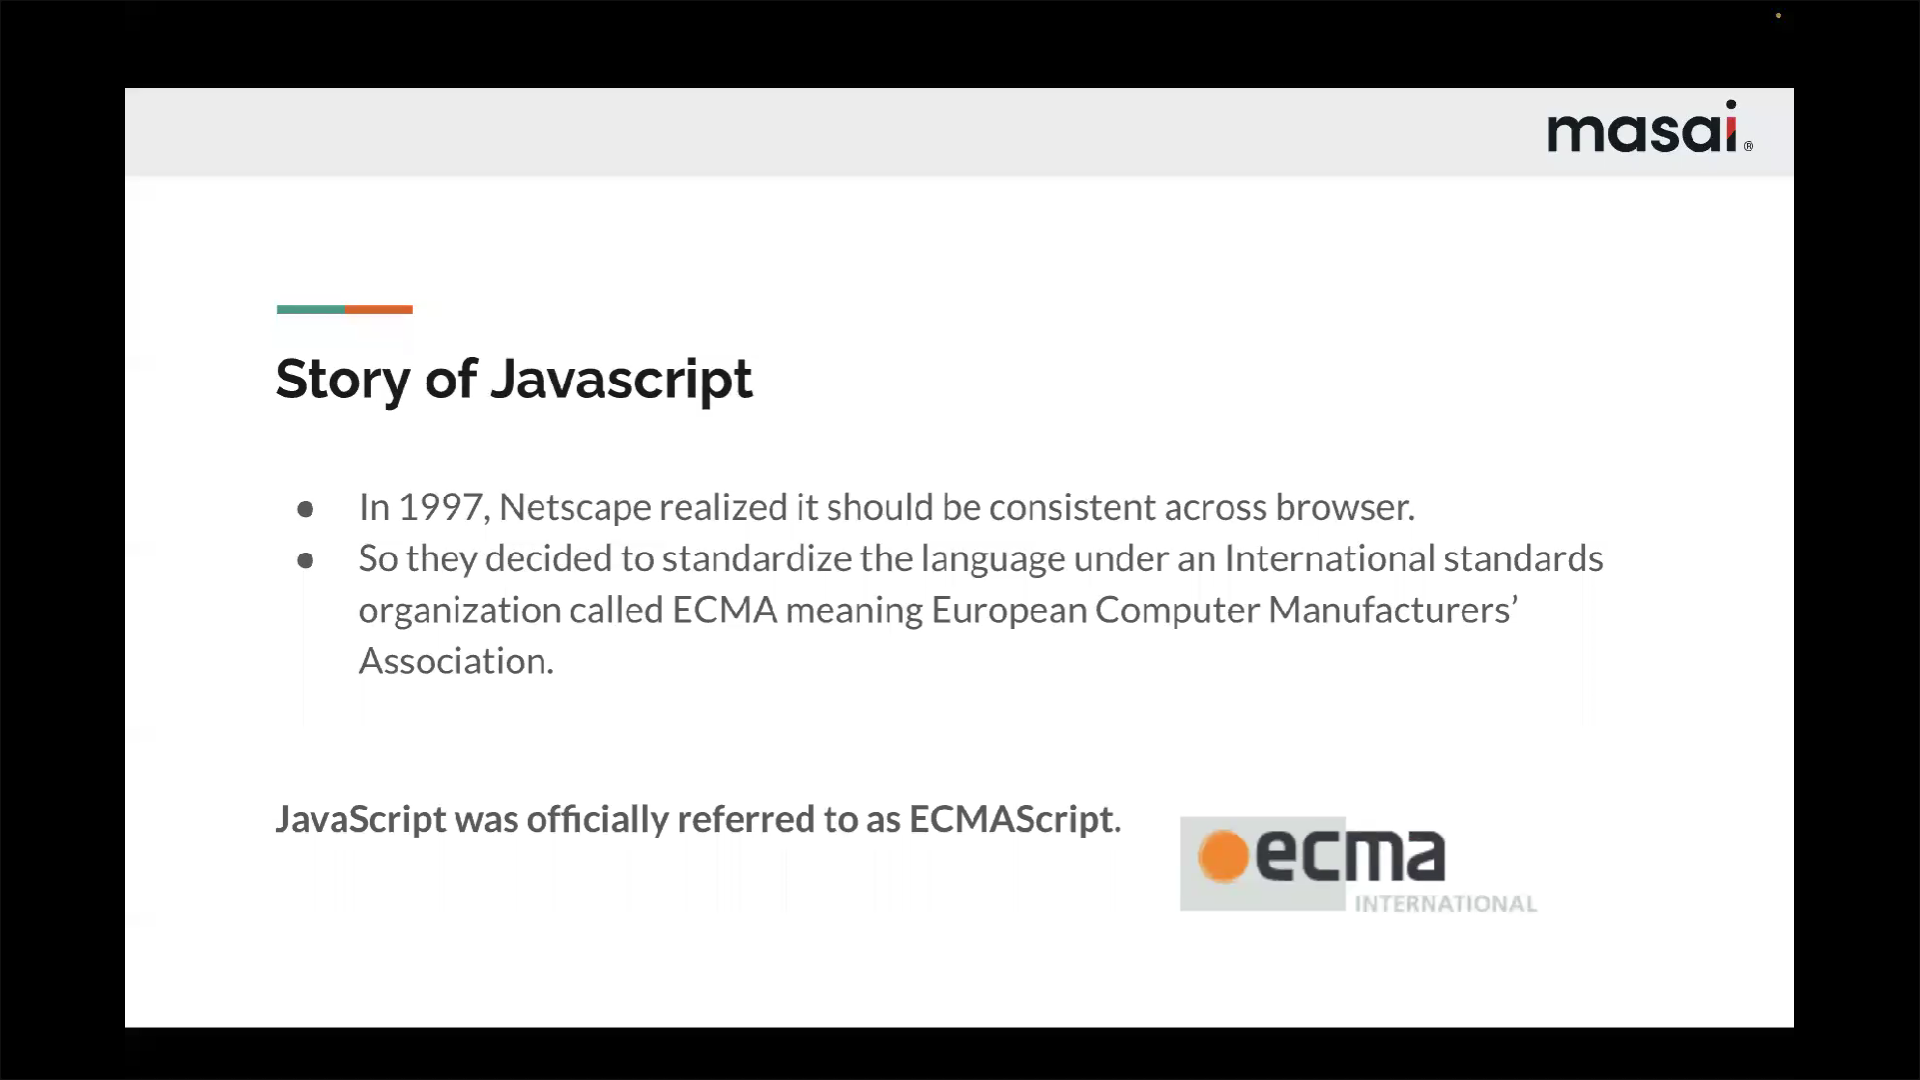 masai®
Story of Javascript
● In 1997, Netscape realized it should be consistent across browser.
● So they decided to standardize the language under an International standards
organization called ECMA meaning European Computer Manufacturers’
Association.
JavaScript was officially referred to as ECMAScript.
ecma
INTERNATIONAL